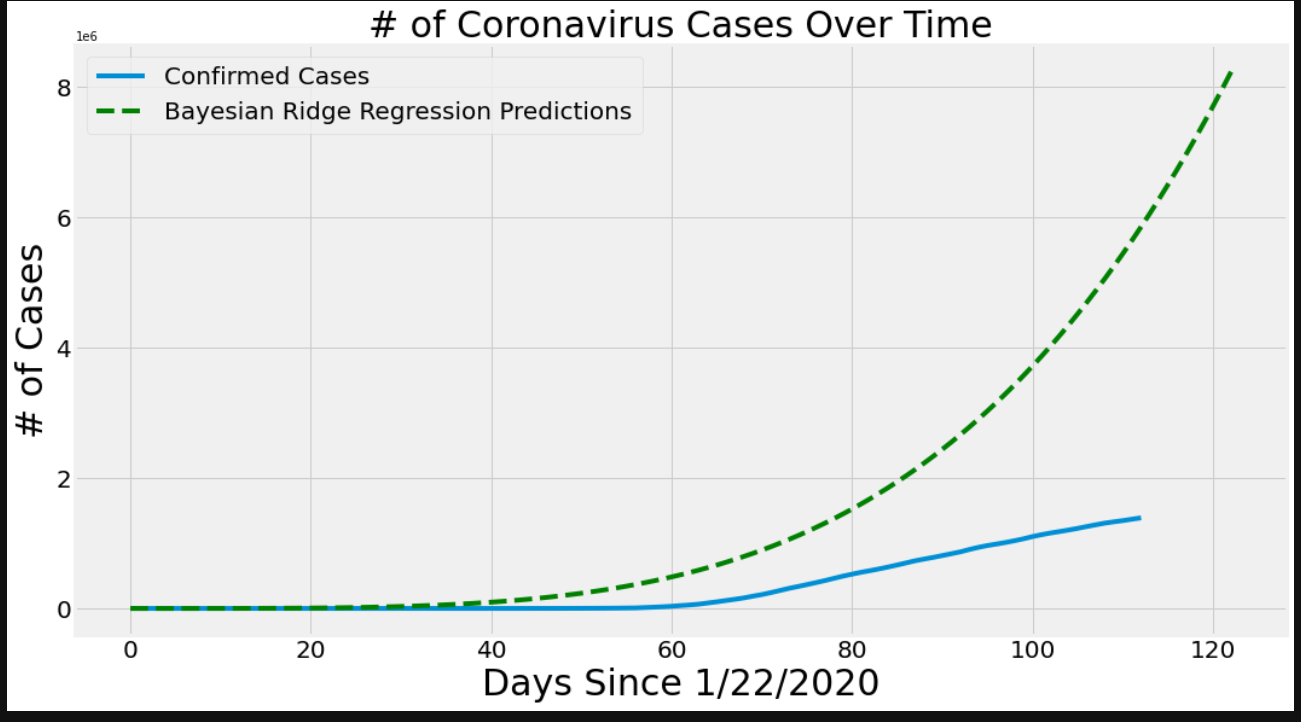 # of Coronavirus Cases Over Time
1e6
Confirmed Cases
Bayesian Ridge Regression Predictions
8
6
4
2
0
# of Cases
0 20 40 60 80 100 120
Days Since 1/22/2020